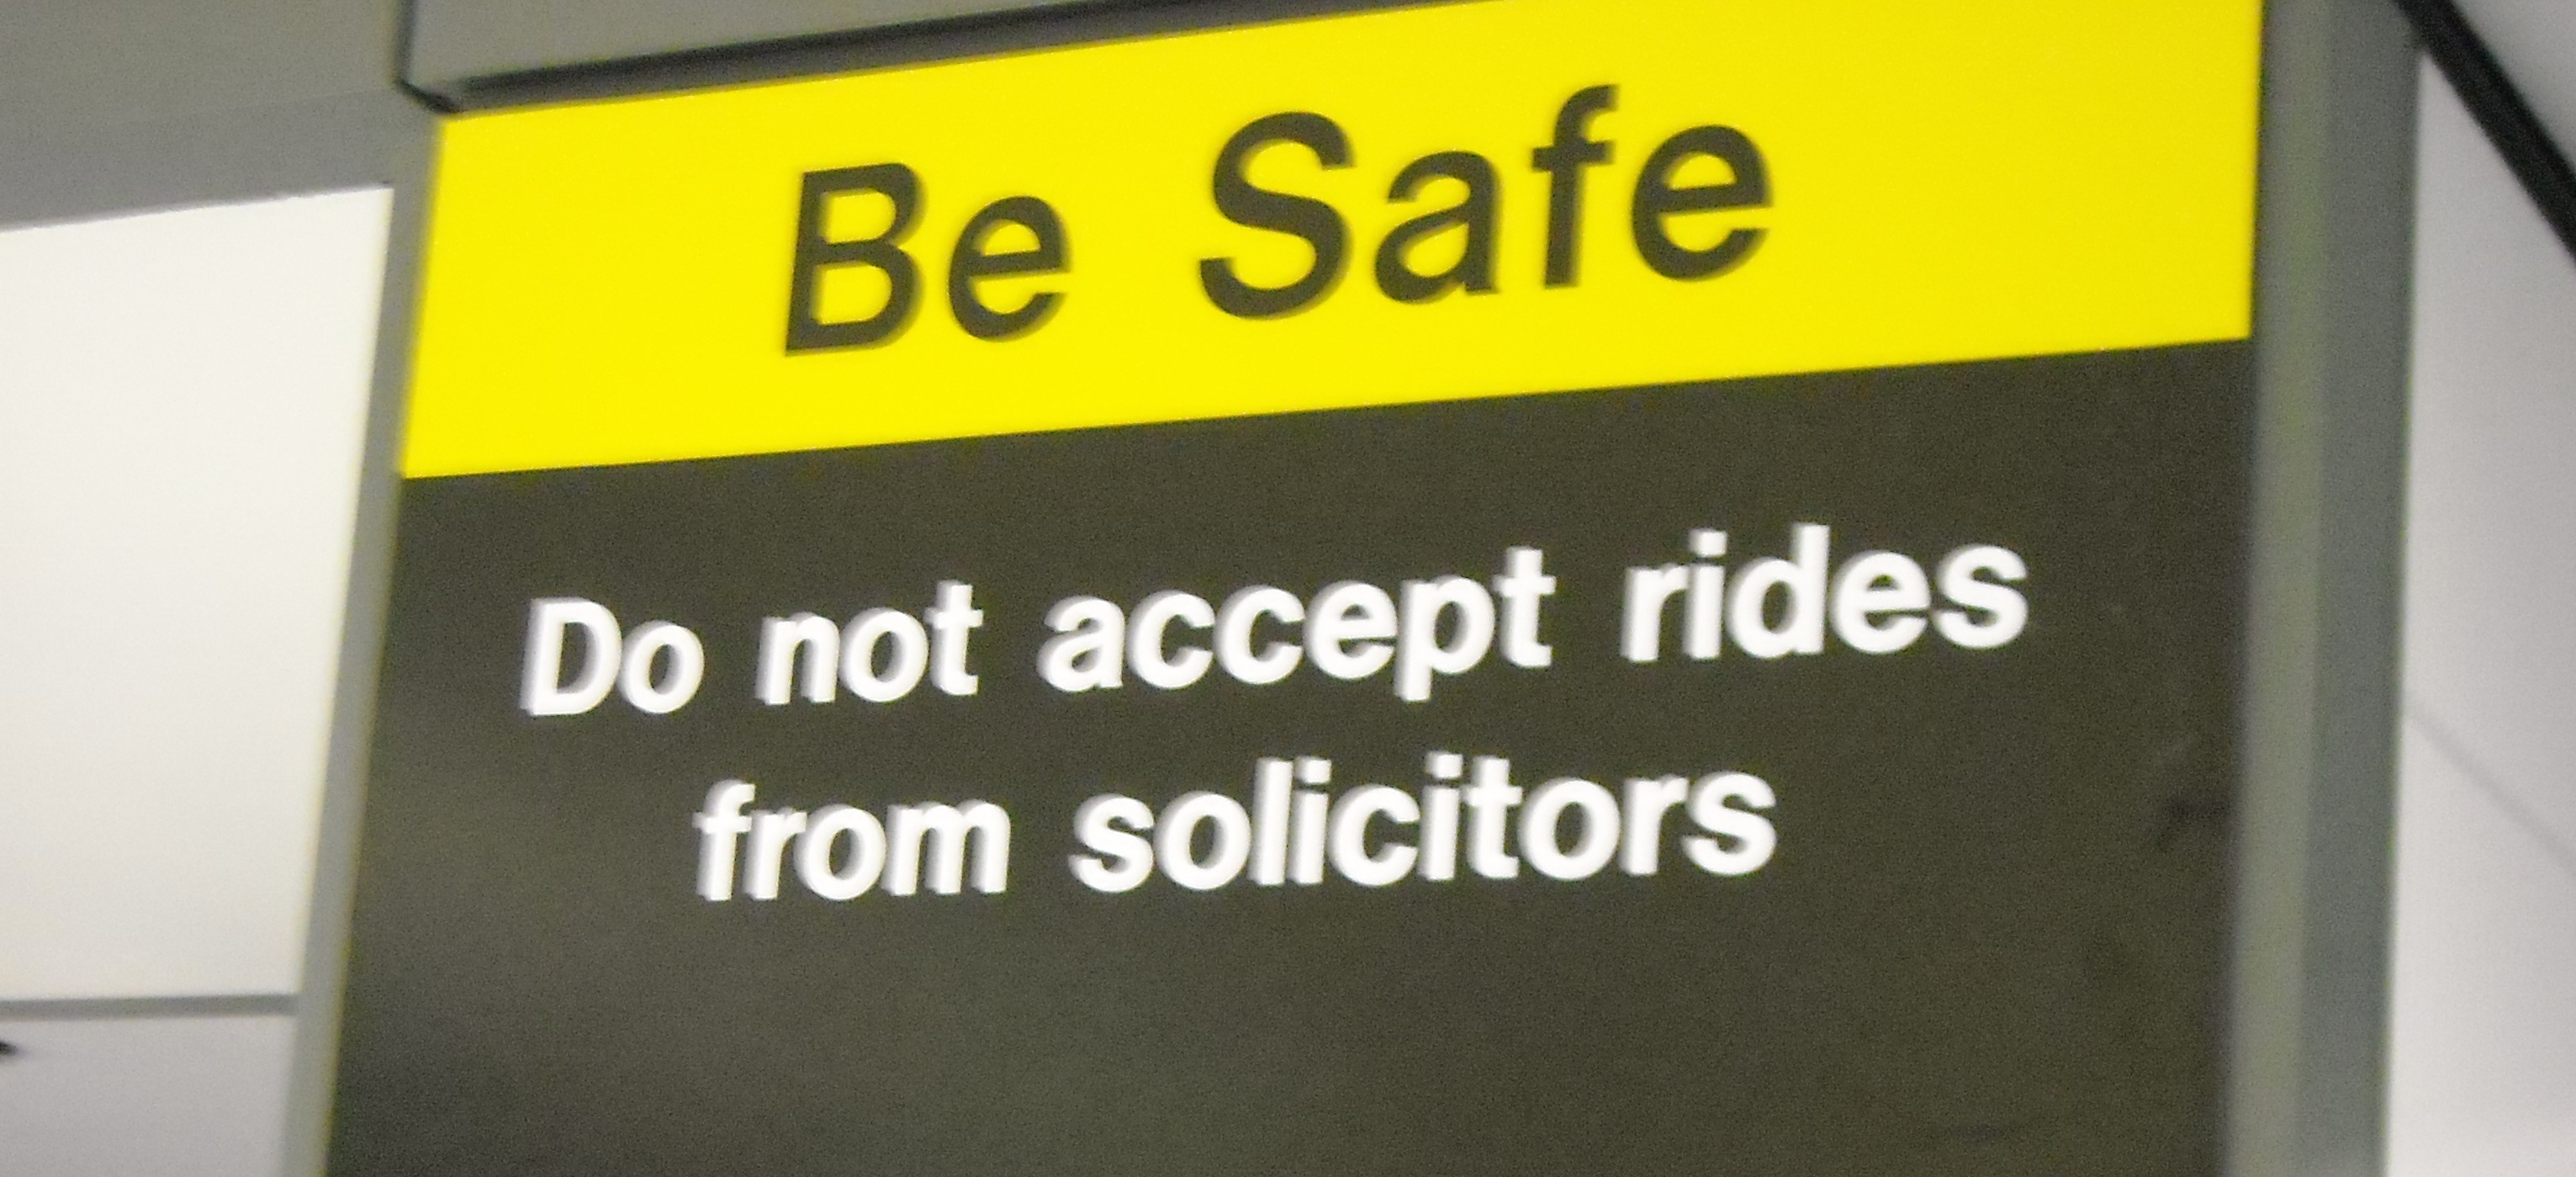 Be Safe
Do not accept rides
from solicitors